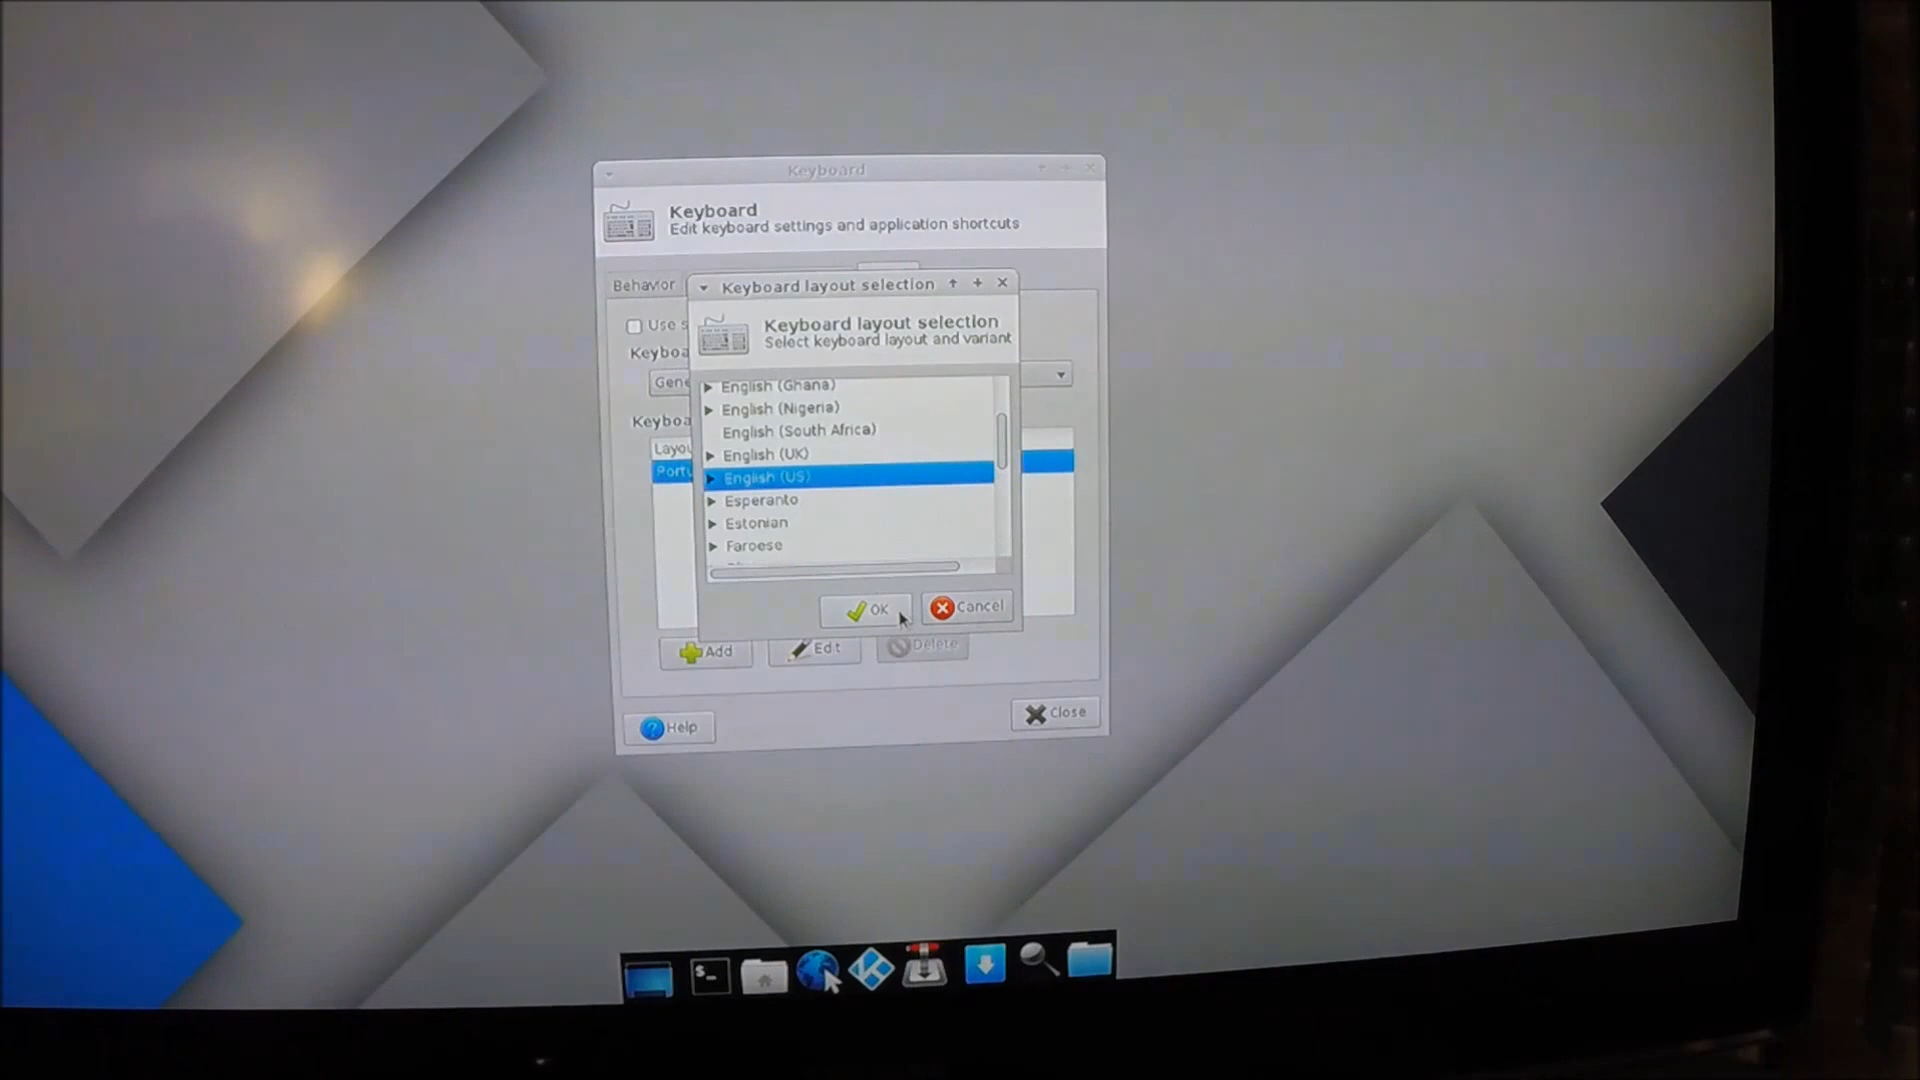 Keyboard
Keyboard
Edit keyboard settings and application shortcuts
Behavior
Keyboard layout selection
Use s
Keyboard layout selection
Select keyboard layout and variant
Keyboa
Gene
English (Ghana)
English (Nigeria)
Keyboa
English (South Africa)
Layou
English (UK)
Portu
English (US)
Esperanto
Estonian
Faroese
OK
Cancel
Add
Edit
Delete
Help
Close
$_